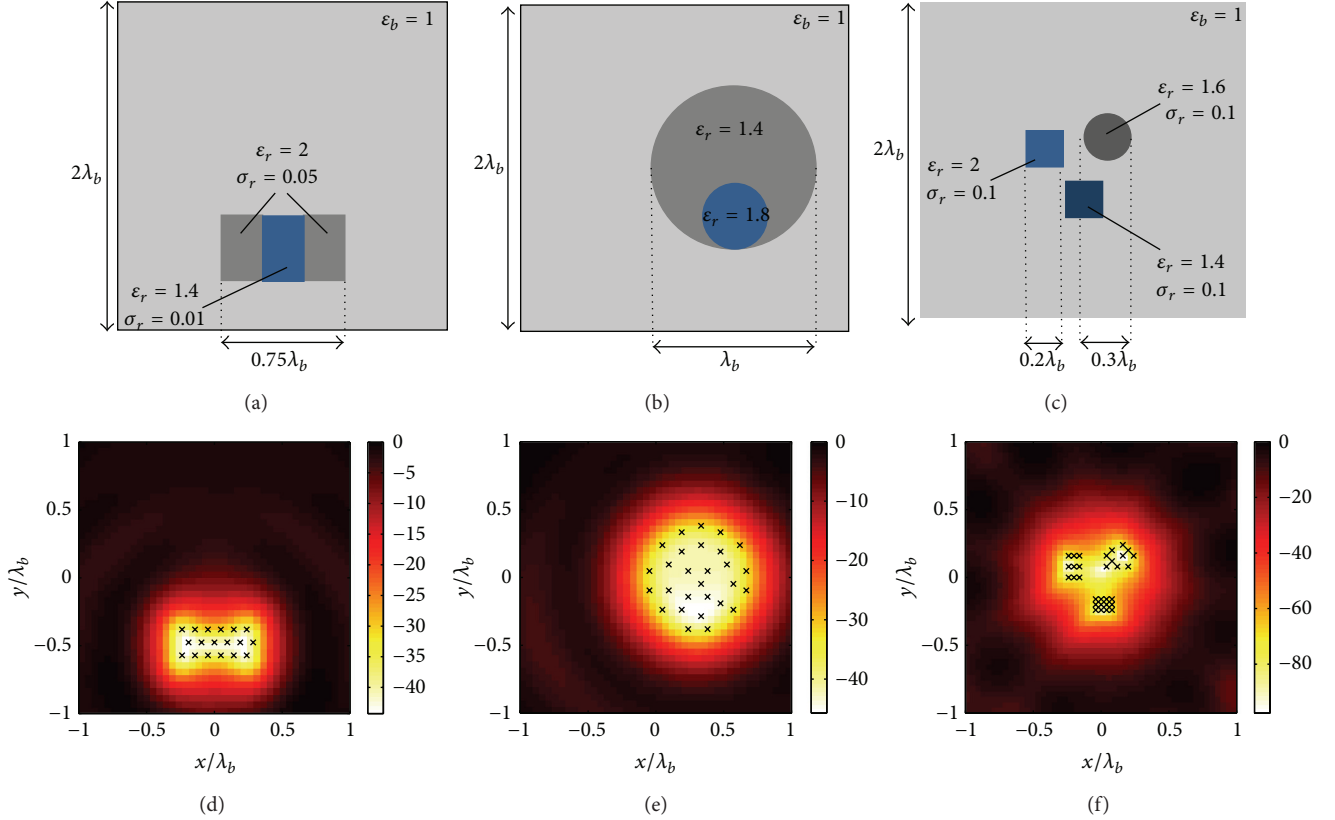 ε_b = 1
2λ_b
ε_r = 2
σ_r = 0.05
ε_r = 1.4
σ_r = 0.01
0.75λ_b
(a)
ε_b = 1
2λ_b
ε_r = 1.4
ε_r = 1.8
λ_b
(b)
ε_b = 1
2λ_b
ε_r = 1.6
σ_r = 0.1
ε_r = 2
σ_r = 0.1
ε_r = 1.4
σ_r = 0.1
0.2λ_b
0.3λ_b
(c)
1
0.5
0
−0.5
−1
y/λ_b
−1
−0.5
0
0.5
1
x/λ_b
0
−5
−10
−15
−20
−25
−30
−35
−40
(d)
1
0.5
0
−0.5
−1
y/λ_b
−1
−0.5
0
0.5
1
x/λ_b
0
−10
−20
−30
−40
(e)
1
0.5
0
−0.5
−1
y/λ_b
−1
−0.5
0
0.5
1
x/λ_b
0
−20
−40
−60
−80
(f)